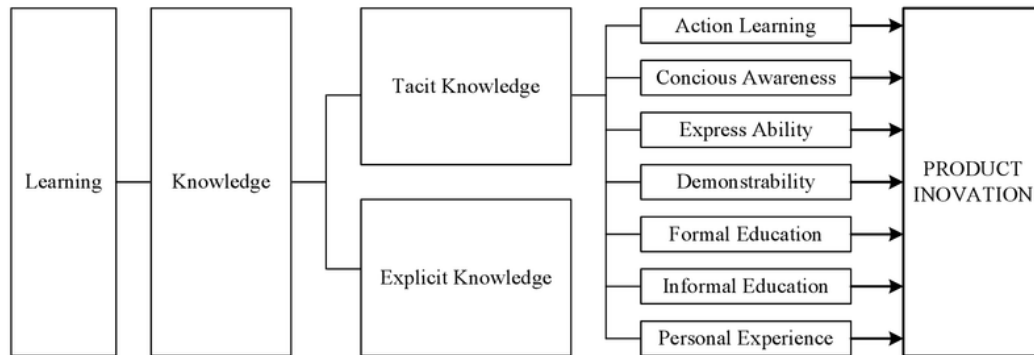 Learning
Knowledge
Tacit Knowledge
Explicit Knowledge
Action Learning
Concious Awareness
Express Ability
Demonstrability
Formal Education
Informal Education
Personal Experience
PRODUCT
INOVATION